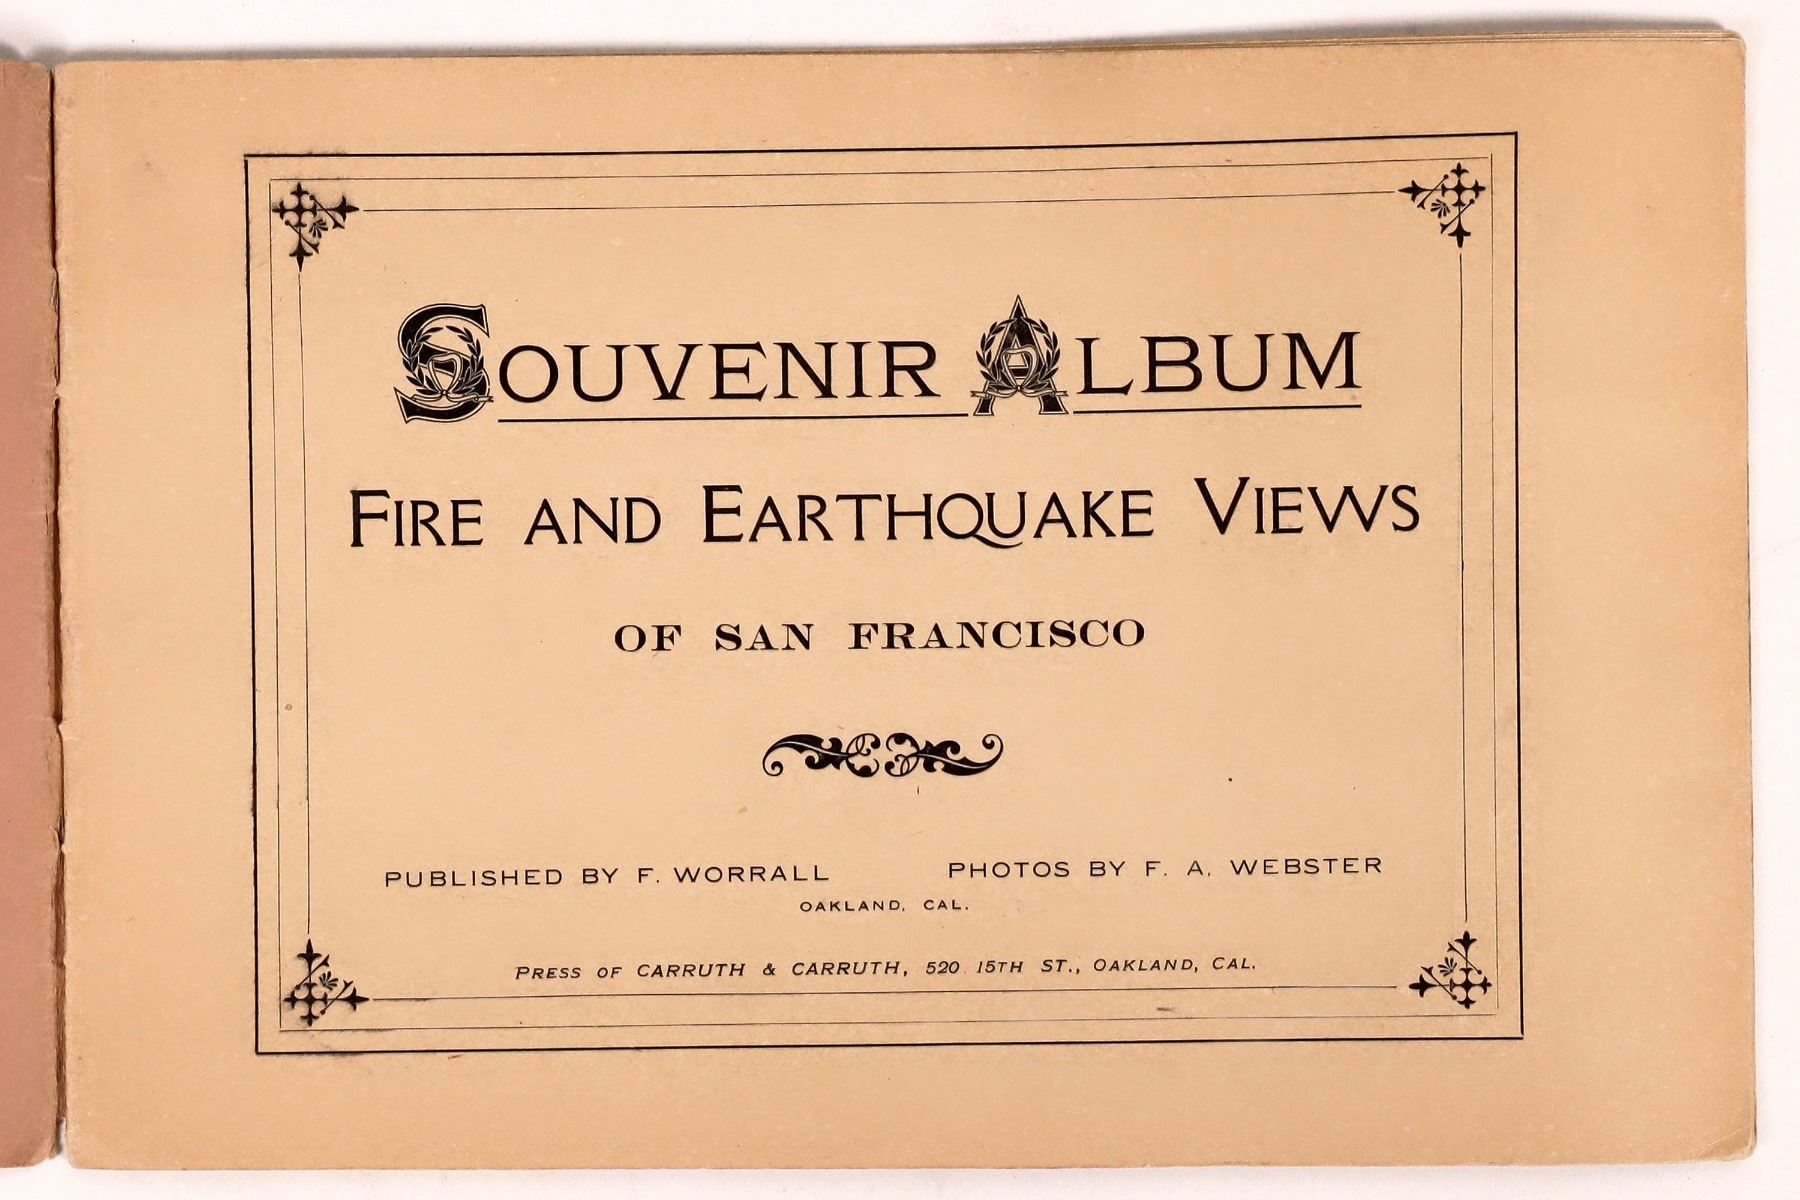 SOUVENIR ALBUM
FIRE AND EARTHQUAKE VIEWS
OF SAN FRANCISCO
PUBLISHED BY F. WORRALL PHOTOS BY F. A. WEBSTER
OAKLAND, CAL.
PRESS OF CARRUTH & CARRUTH, 520 15TH ST., OAKLAND, CAL.